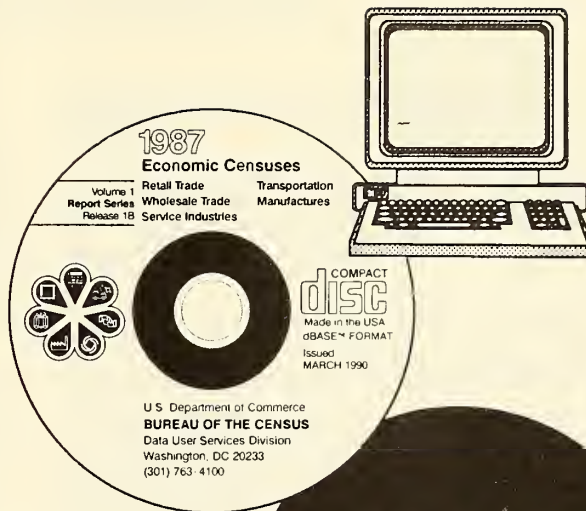 1987
Economic Censuses
Volume 1
Report Series
Release 1B
Retail Trade
Wholesale Trade
Service Industries
Transportation
Manufactures
COMPACT
disc
Made in the USA
dBASE™ FORMAT
Issued
MARCH 1990
U S Department of Commerce
BUREAU OF THE CENSUS
Data User Services Division
Washington, DC 20233
(301) 763-4100